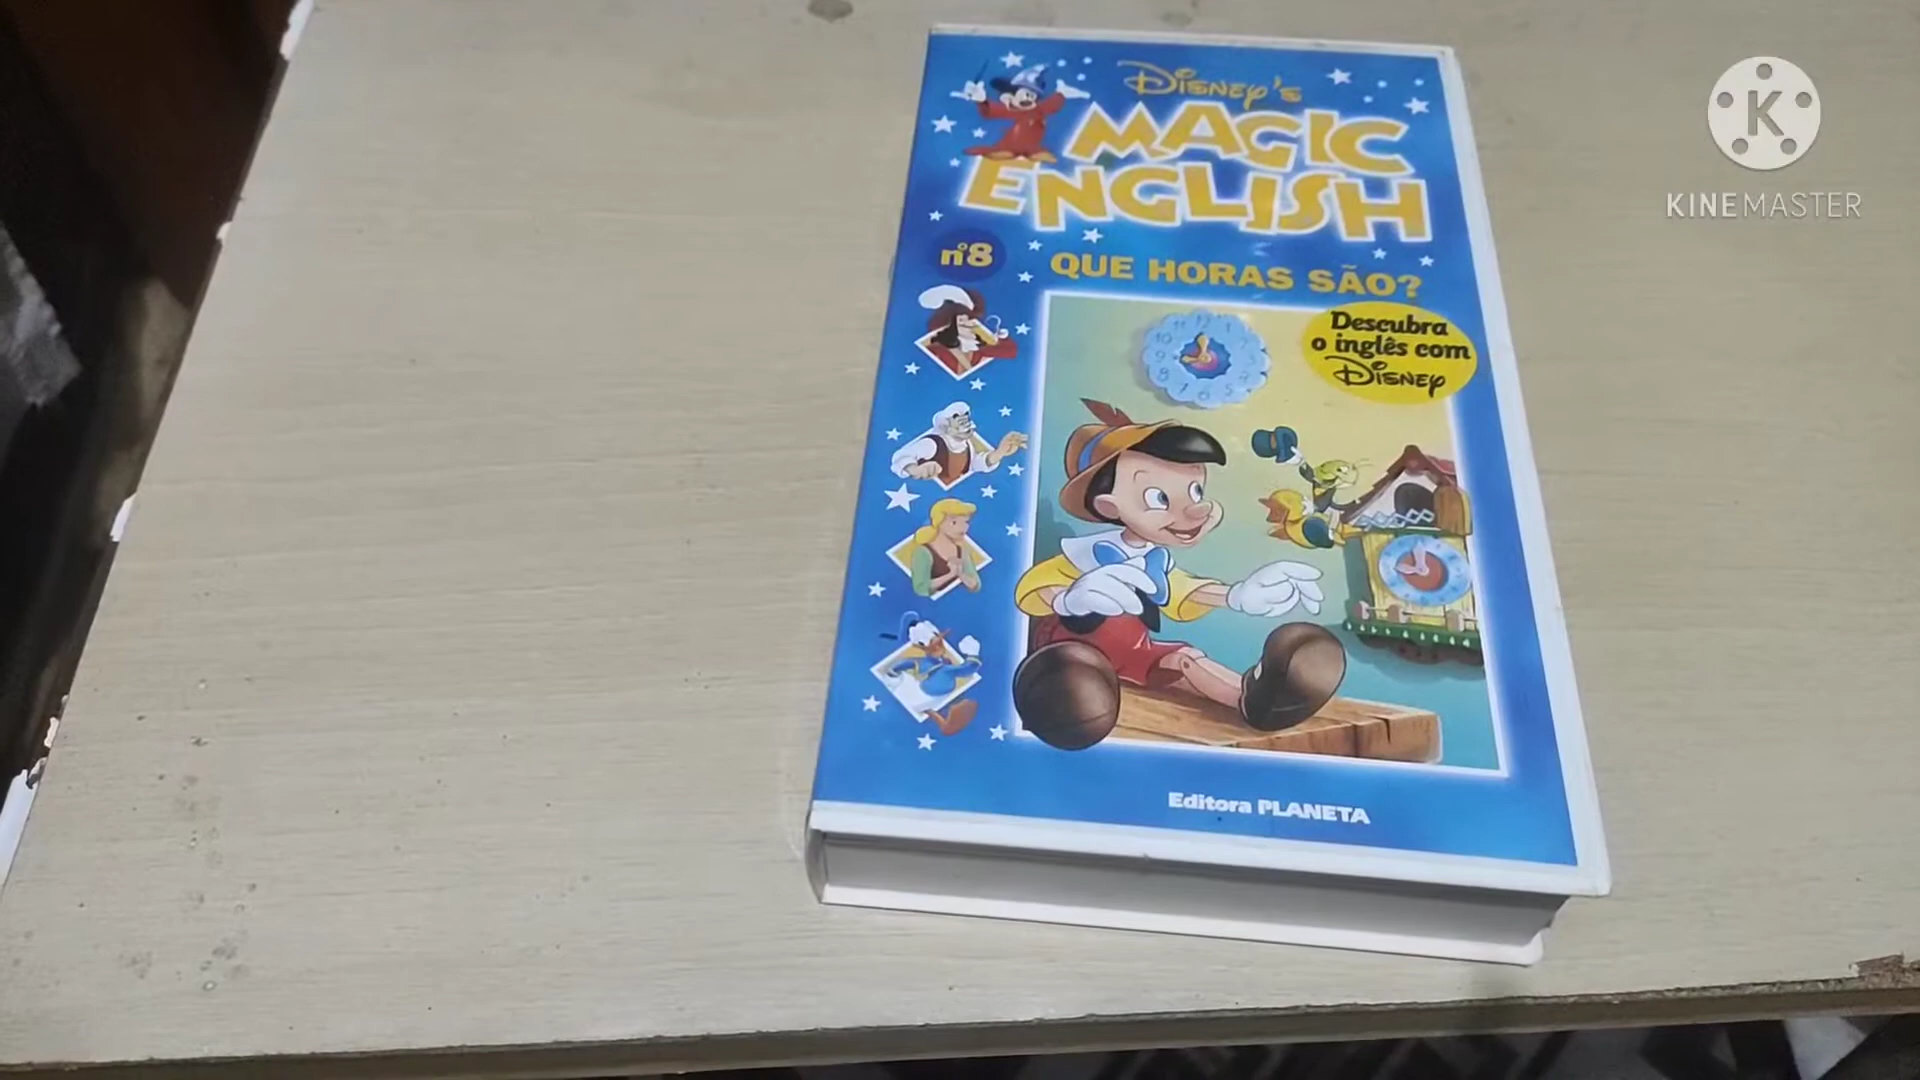 DISNEY'S
MAGIC
ENGLISH
nº8
QUE HORAS SÃO?
Descubra
o inglês com
DISNEY
Editora PLANETA
K
KINEMASTER